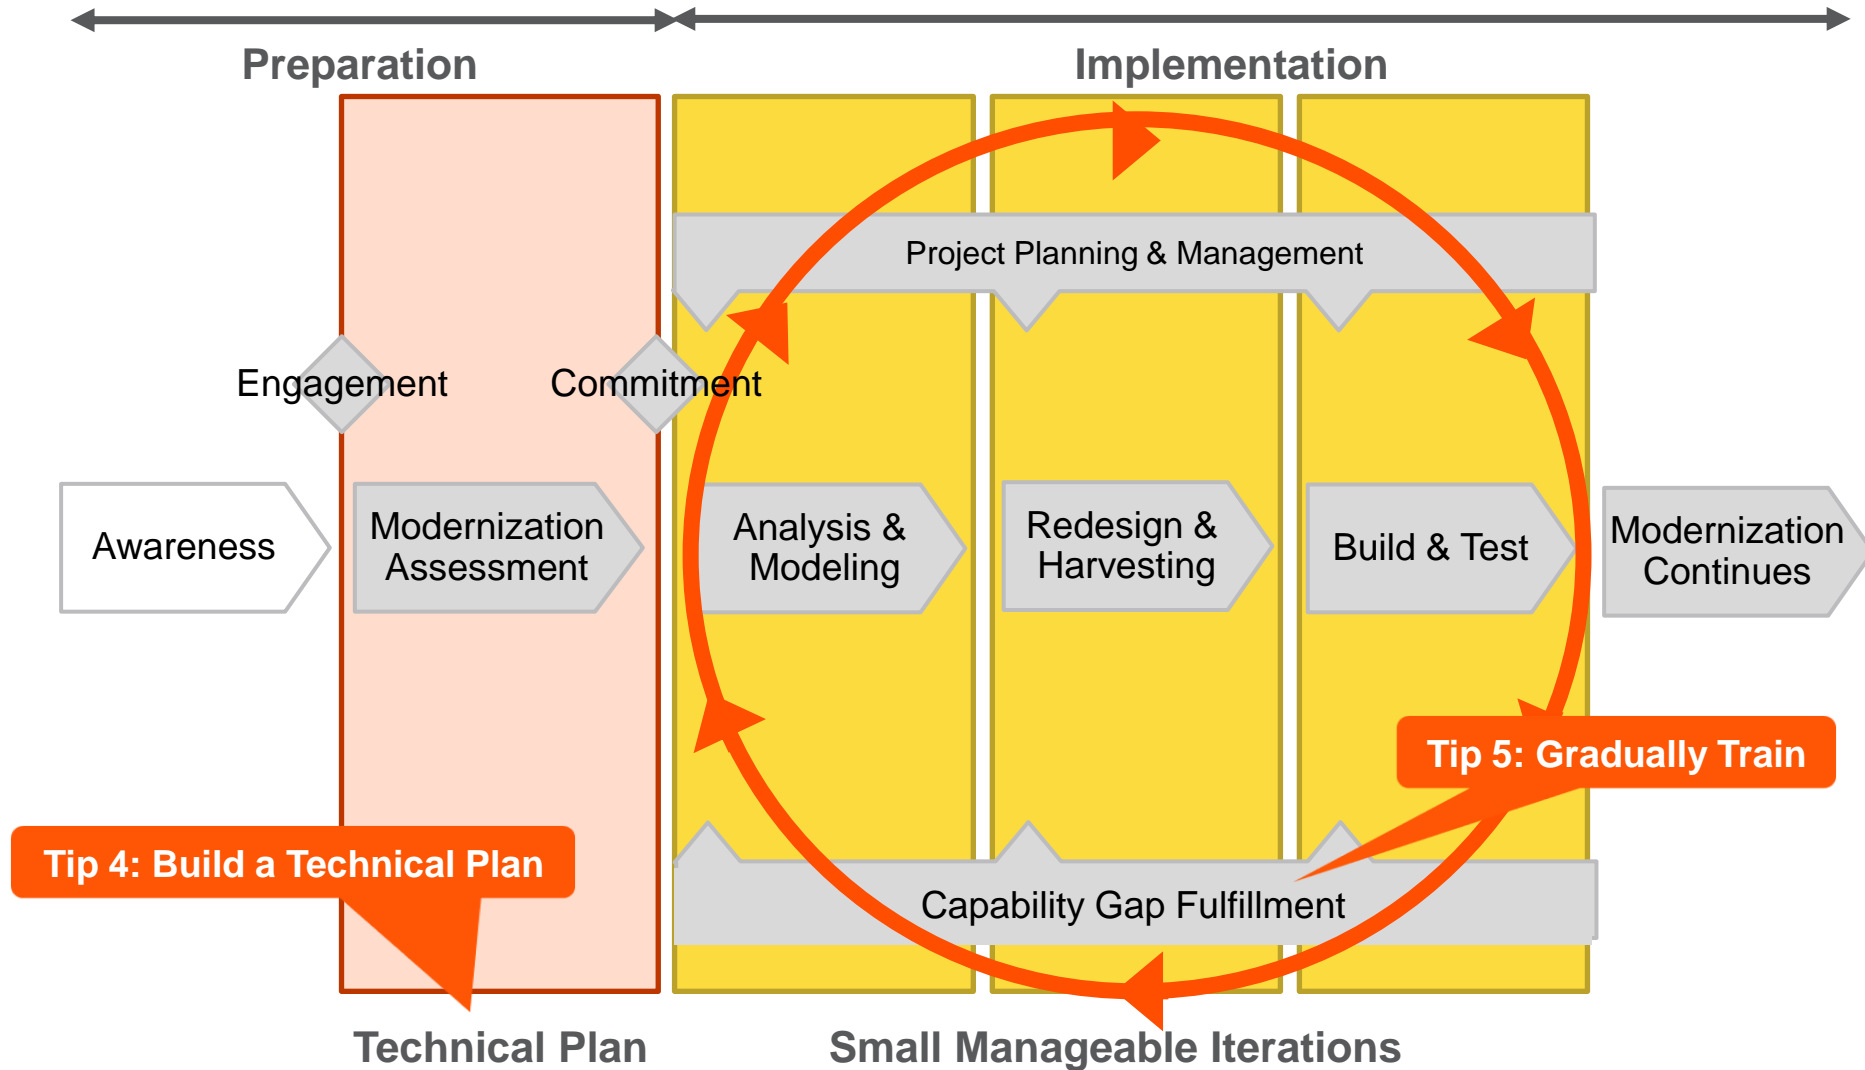 Preparation
Implementation
Project Planning & Management
Engagement
Commitment
Awareness
Modernization
Assessment
Analysis &
Modeling
Redesign &
Harvesting
Build & Test
Modernization
Continues
Tip 5: Gradually Train
Tip 4: Build a Technical Plan
Capability Gap Fulfillment
Technical Plan
Small Manageable Iterations